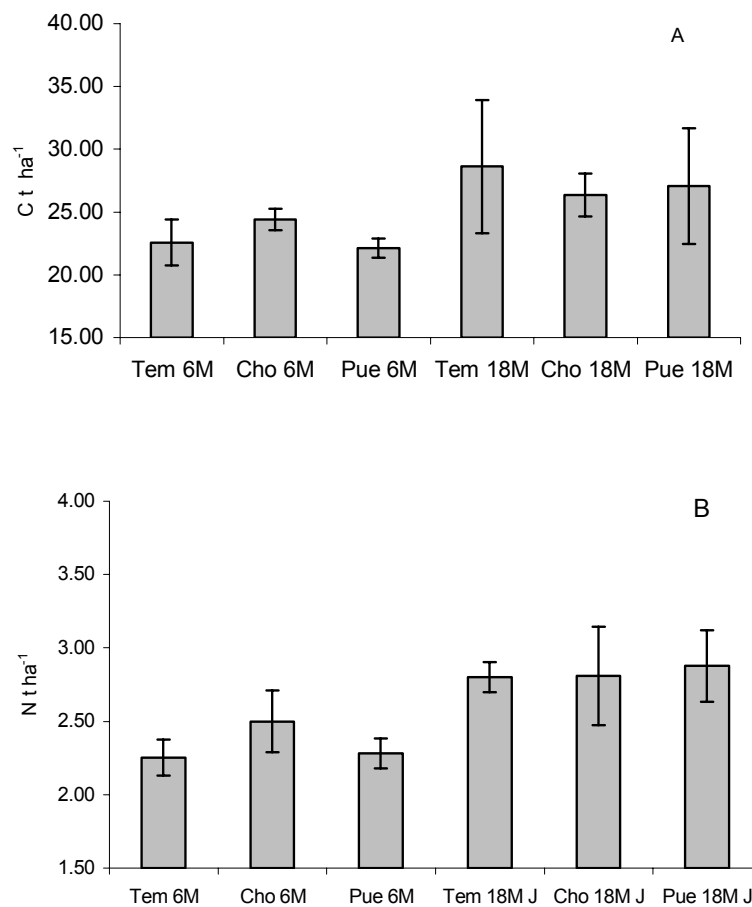 40.00
A
35.00
30.00
25.00
20.00
15.00
C t ha-1
Tem 6M Cho 6M Pue 6M Tem 18M Cho 18M Pue 18M
4.00
B
3.50
3.00
2.50
2.00
1.50
N t ha-1
Tem 6M Cho 6M Pue 6M Tem 18M J Cho 18M J Pue 18M J